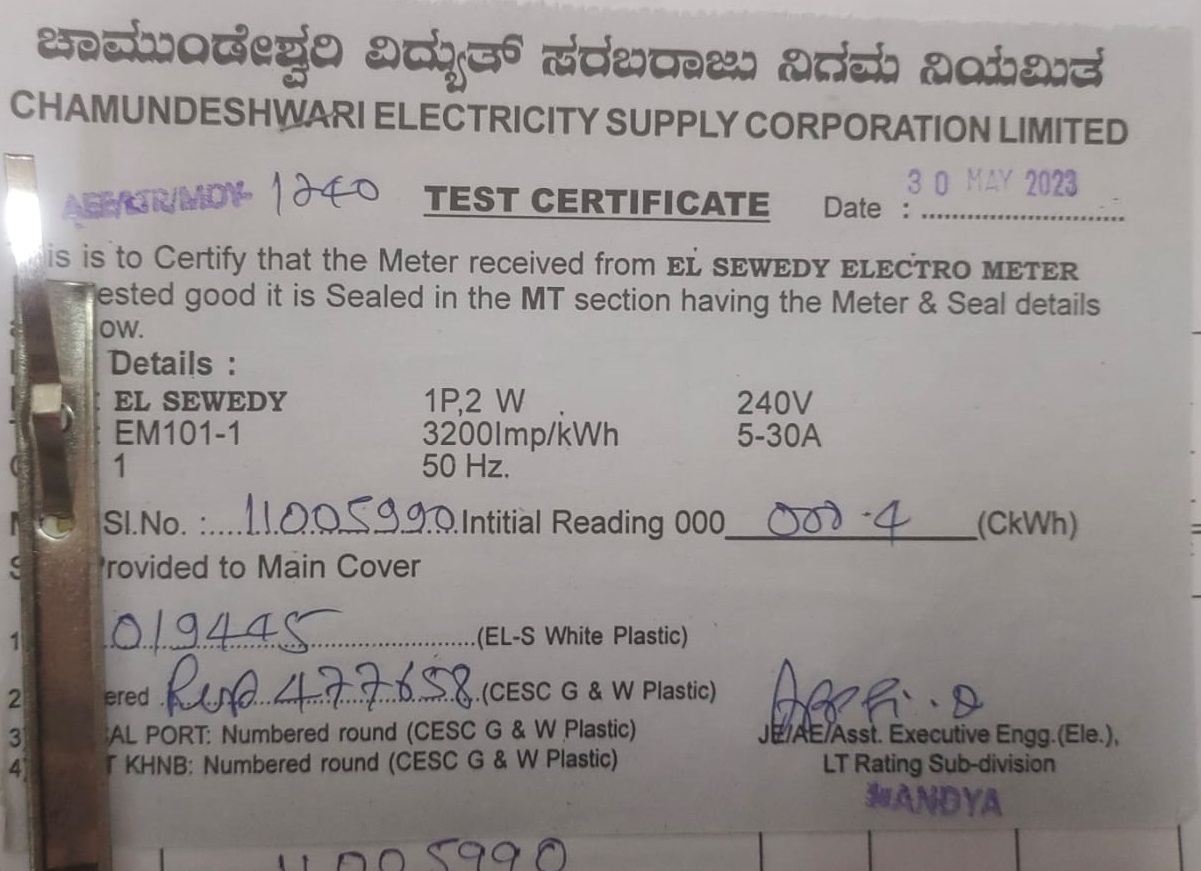 ಚಾಮುಂಡೇಶ್ವರಿ ವಿದ್ಯುತ್ ಸರಬರಾಜು ನಿಗಮ ನಿಯಮಿತ
CHAMUNDESHWARI ELECTRICITY SUPPLY CORPORATION LIMITED
1240 TEST CERTIFICATE Date : 30 MAY 2023
is is to Certify that the Meter received from EL SEWEDY ELECTRO METER
ested good it is Sealed in the MT section having the Meter & Seal details
ow.
Details :
EL SEWEDY 1P,2 W 240V
EM101-1 3200Imp/kWh 5-30A
1 50 Hz.
Sl.No. : 11005990 Intitial Reading 000 000.4 (CkWh)
rovided to Main Cover
1 019445 (EL-S White Plastic)
2 ered 477658 (CESC G & W Plastic)
3 AL PORT: Numbered round (CESC G & W Plastic) JE/AE/Asst. Executive Engg.(Ele.),
4 T KHNB: Numbered round (CESC G & W Plastic) LT Rating Sub-division
MANDYA
11005990